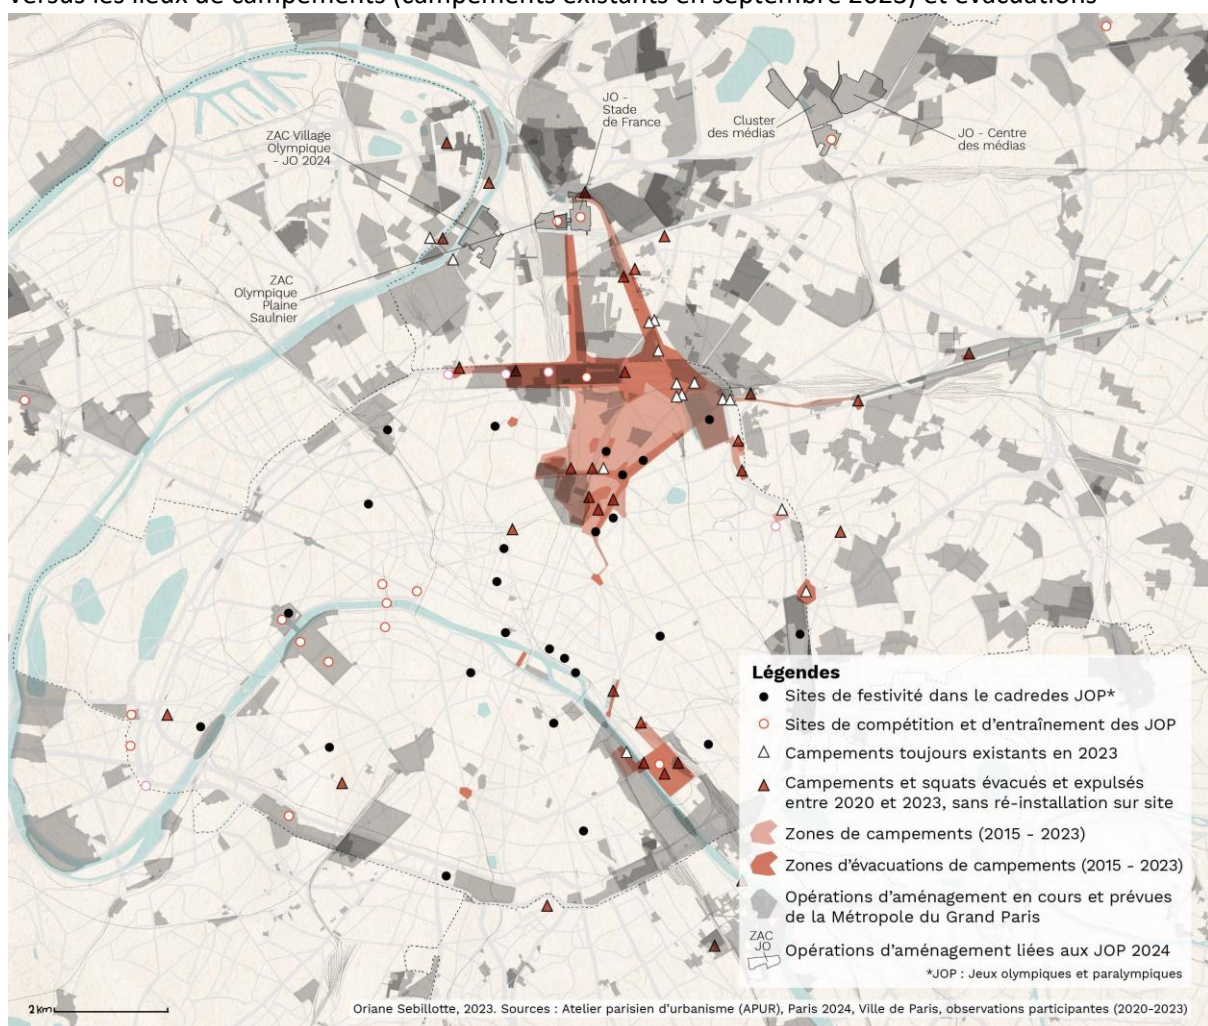 versus les lieux de campements (campements existants en septembre 2023) et évacuations
JO -
Stade
de France
Cluster
des médias
JO - Centre
des médias
ZAC Village
Olympique
- JO 2024
ZAC
Olympique
Plaine
Saulnier
Légendes
Sites de festivité dans le cadredes JOP*
Sites de compétition et d'entraînement des JOP
Campements toujours existants en 2023
Campements et squats évacués et expulsés
entre 2020 et 2023, sans ré-installation sur site
Zones de campements (2015 - 2023)
Zones d'évacuations de campements (2015 - 2023)
Opérations d'aménagement en cours et prévues
de la Métropole du Grand Paris
ZAC
JO
Opérations d'aménagement liées aux JOP 2024
*JOP : Jeux olympiques et paralympiques
2 km
Oriane Sebillotte, 2023. Sources : Atelier parisien d'urbanisme (APUR), Paris 2024, Ville de Paris, observations participantes (2020-2023)